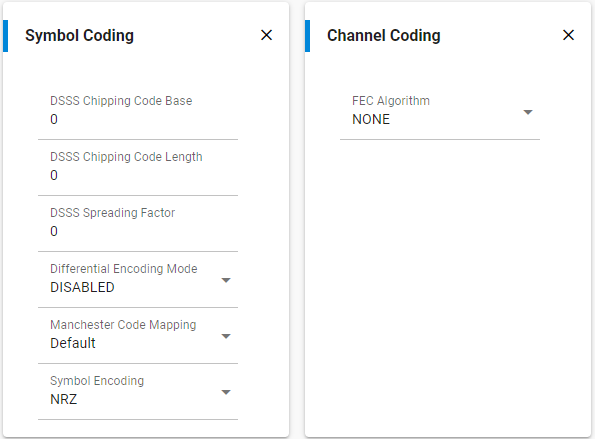 Symbol Coding
DSSS Chipping Code Base
0
DSSS Chipping Code Length
0
DSSS Spreading Factor
0
Differential Encoding Mode
DISABLED
Manchester Code Mapping
Default
Symbol Encoding
NRZ
Channel Coding
FEC Algorithm
NONE